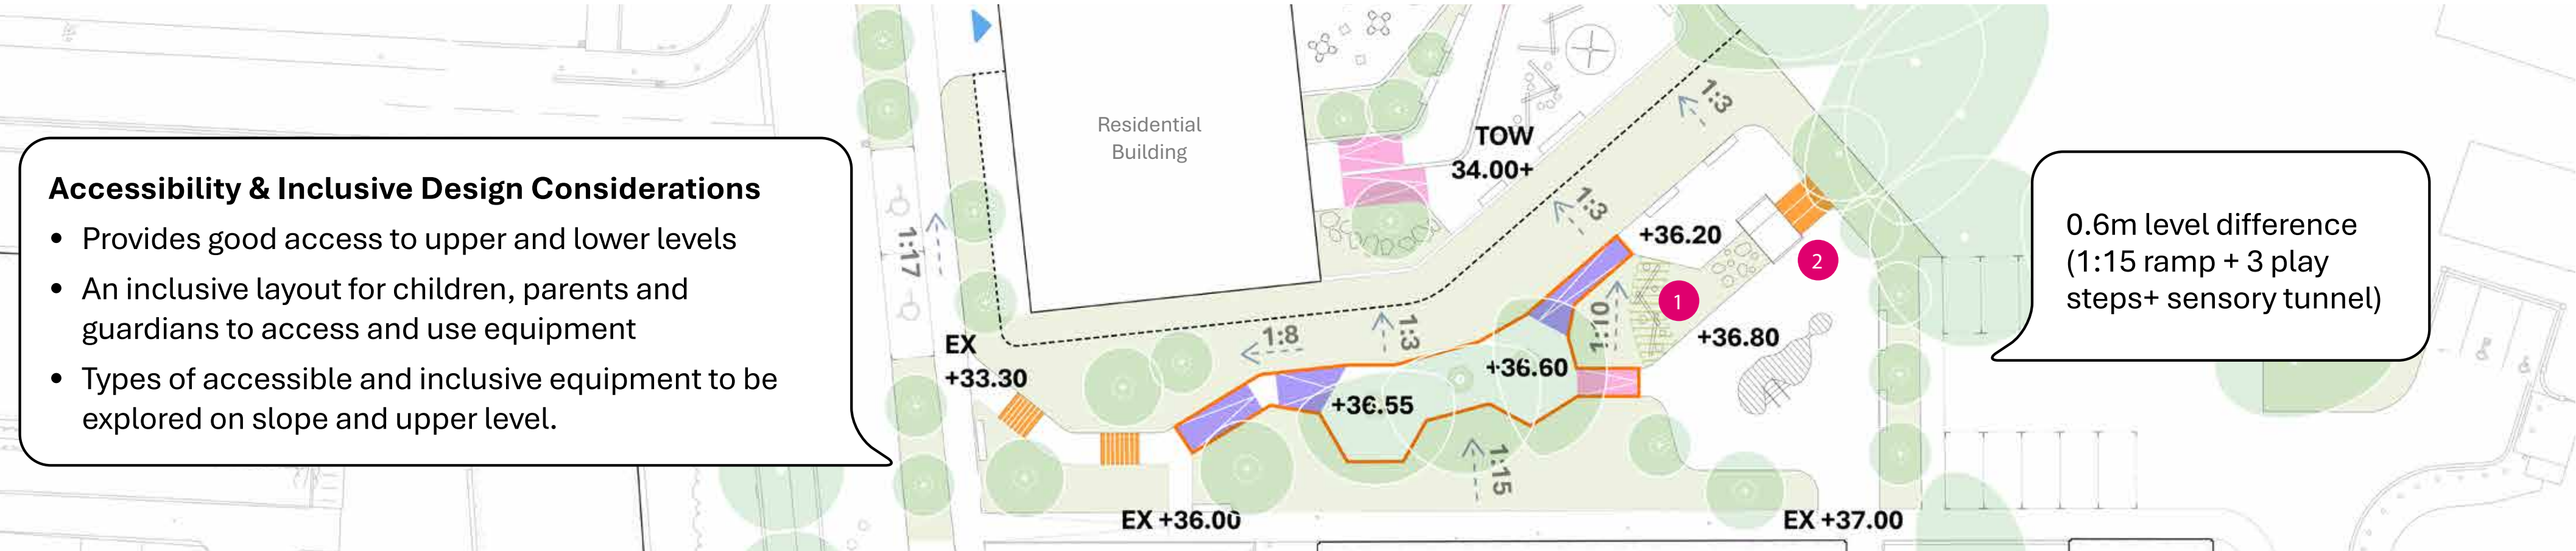 Accessibility & Inclusive Design Considerations
• Provides good access to upper and lower levels
• An inclusive layout for children, parents and
guardians to access and use equipment
• Types of accessible and inclusive equipment to be
explored on slope and upper level.
Residential
Building
TOW
34.00+
1:3
1:3
1:17
+36.20
2
1
1:10
+36.80
1:8
1:3
EX
+33.30
+36.60
+36.55
1:15
EX +36.00
EX +37.00
0.6m level difference
(1:15 ramp + 3 play
steps+ sensory tunnel)